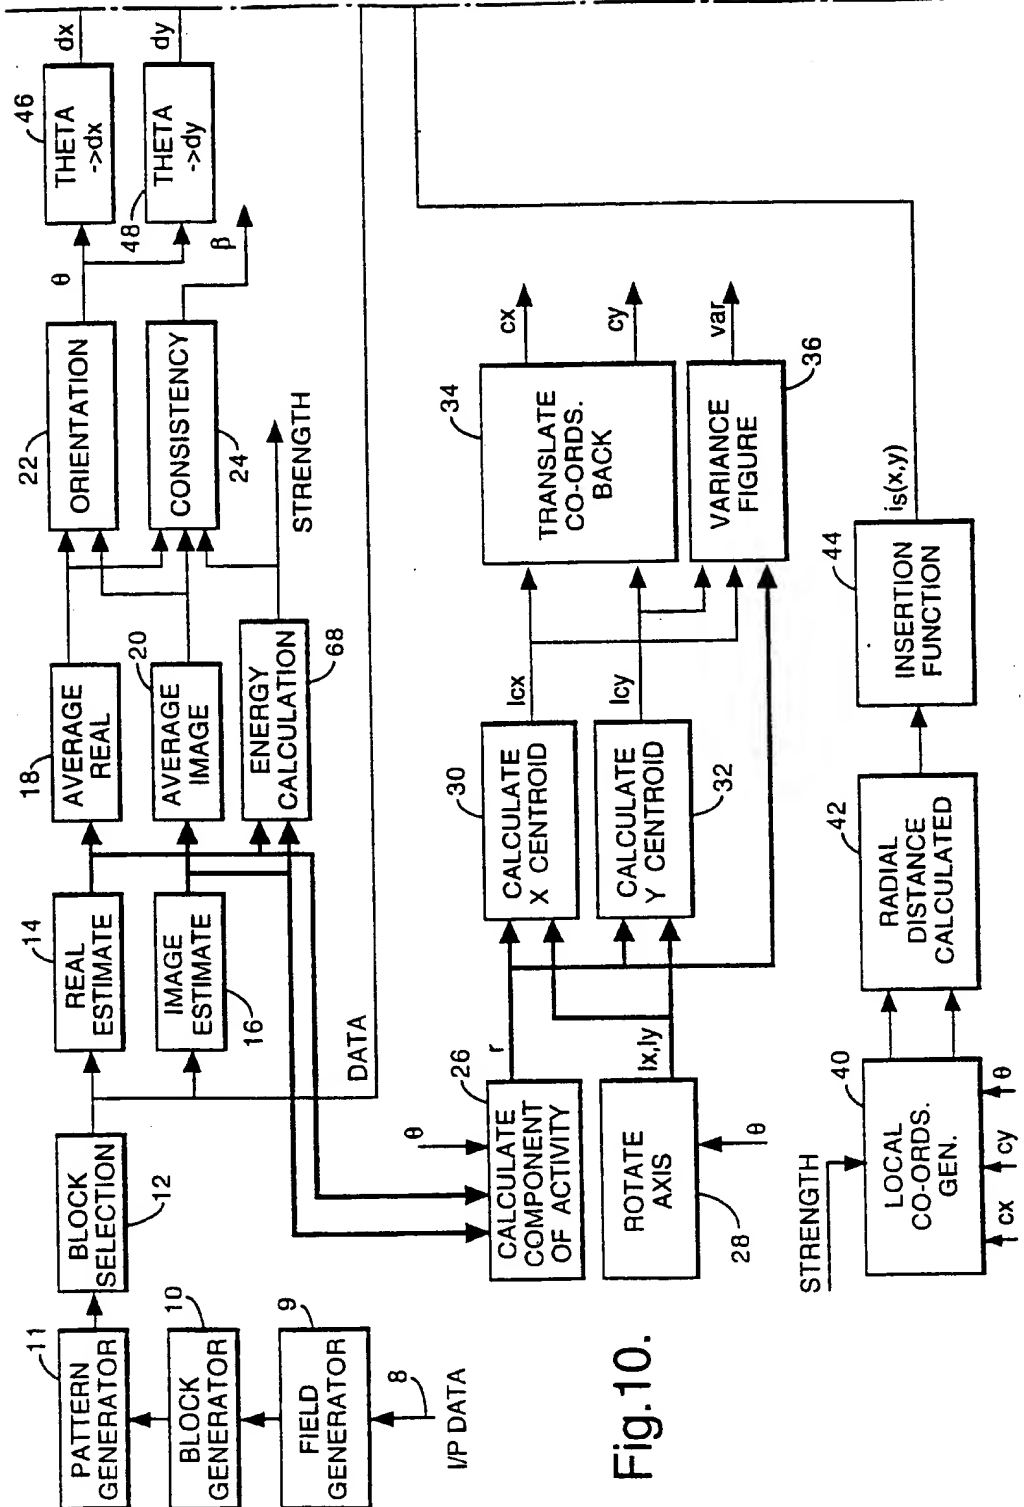 I/P DATA
8
FIELD
GENERATOR
9
BLOCK
GENERATOR
10
PATTERN
GENERATOR
11
BLOCK
SELECTION
12
REAL
ESTIMATE
14
IMAGE
ESTIMATE
16
DATA
AVERAGE
REAL
18
AVERAGE
IMAGE
20
ENERGY
CALCULATION
68
STRENGTH
ORIENTATION
22
CONSISTENCY
24
θ
β
THETA
->dx
46
dx
THETA
->dy
48
dy
CALCULATE
COMPONENT
OF ACTIVITY
26
θ
r
ROTATE
AXIS
28
θ
lx,ly
CALCULATE
X CENTROID
30
lcx
CALCULATE
Y CENTROID
32
lcy
TRANSLATE
CO-ORDS.
BACK
34
cx
cy
VARIANCE
FIGURE
36
var
STRENGTH
LOCAL
CO-ORDS.
GEN.
40
cx
cy
θ
RADIAL
DISTANCE
CALCULATED
42
INSERTION
FUNCTION
44
is(x,y)
Fig.10.